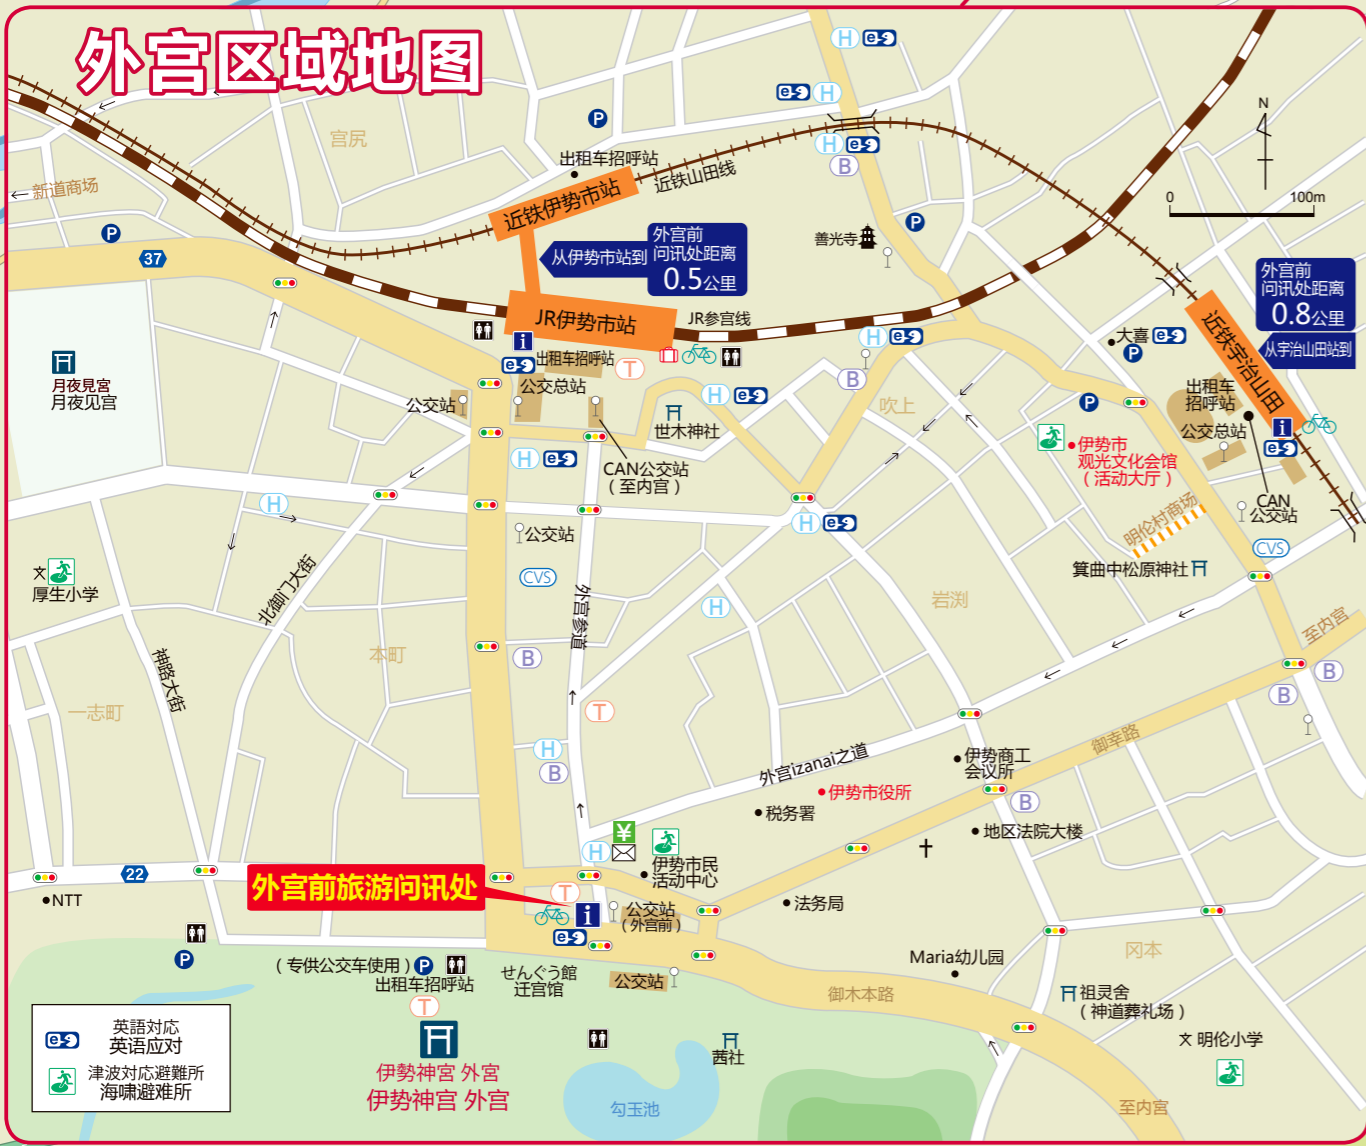 外宫区域地图
H
H
P
宫尻
出租车招呼站
近铁山田线
H
B
N
0 100m
新道商场
P
37
近铁伊势市站
从伊势市站到
外宫前
问讯处距离
0.5公里
P
善光寺
外宫前
问讯处距离
0.8公里
从宇治山田站到
JR伊势市站
JR参宫线
i
出租车招呼站
T
公交总站
公交站
H
H
B
吹上
大喜
P
P
近铁宇治山田
出租车
招呼站
公交总站
i
月夜見宮
月夜见宫
世木神社
伊势市
观光文化会馆
（活动大厅）
CAN公交站
（至内宫）
H
H
H
公交站
CVS
CAN
公交站
CVS
明伦村商场
箕曲中松原神社
文
厚生小学
北御门大街
外宫参道
H
岩渕
本町
B
神路大街
一志町
T
至内宫
B
B
H
B
外宫izanai之道
伊势商工
会议所
御幸路
伊势市役所
税务署
B
地区法院大楼
¥
H
伊势市民
活动中心
22
NTT
外宫前旅游问讯处
T
i
公交站
（外宫前）
法务局
P
（专供公交车使用）
P
出租车招呼站
T
せんぐう館
迁宫馆
公交站
御木本路
Maria幼儿园
冈本
祖灵舍
（神道葬礼场）
文 明伦小学
伊勢神宮 外宮
伊势神宫 外宫
茜社
勾玉池
至内宫
英語対応
英语应对
津波対応避難所
海啸避难所